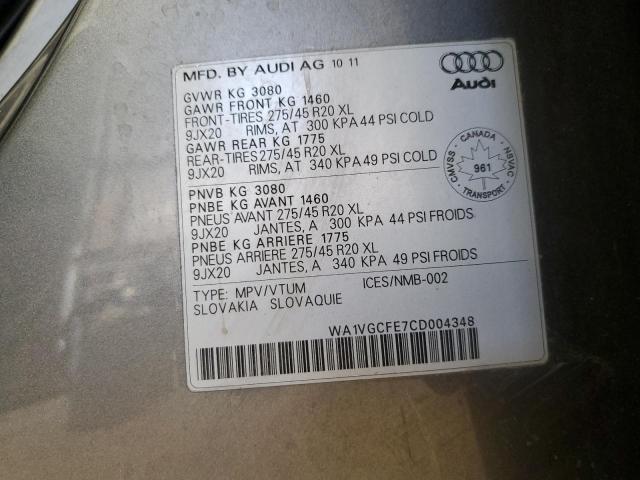 MFD. BY AUDI AG 10 11
Audi
GVWR KG 3080
GAWR FRONT KG 1460
FRONT-TIRES 275/45 R20 XL
9JX20 RIMS, AT 300 KPA 44 PSI COLD
GAWR REAR KG 1775
REAR-TIRES 275/45 R20 XL
9JX20 RIMS, AT 340 KPA 49 PSI COLD
CANADA
CMVSS 961 NSVAC
TRANSPORT
PNVB KG 3080
PNBE KG AVANT 1460
PNEUS AVANT 275/45 R20 XL
9JX20 JANTES, A 300 KPA 44 PSI FROIDS
PNBE KG ARRIERE 1775
PNEUS ARRIERE 275/45 R20 XL
9JX20 JANTES, A 340 KPA 49 PSI FROIDS
TYPE: MPV/VTUM ICES/NMB-002
SLOVAKIA SLOVAQUIE
WA1VGCFE7CD004348